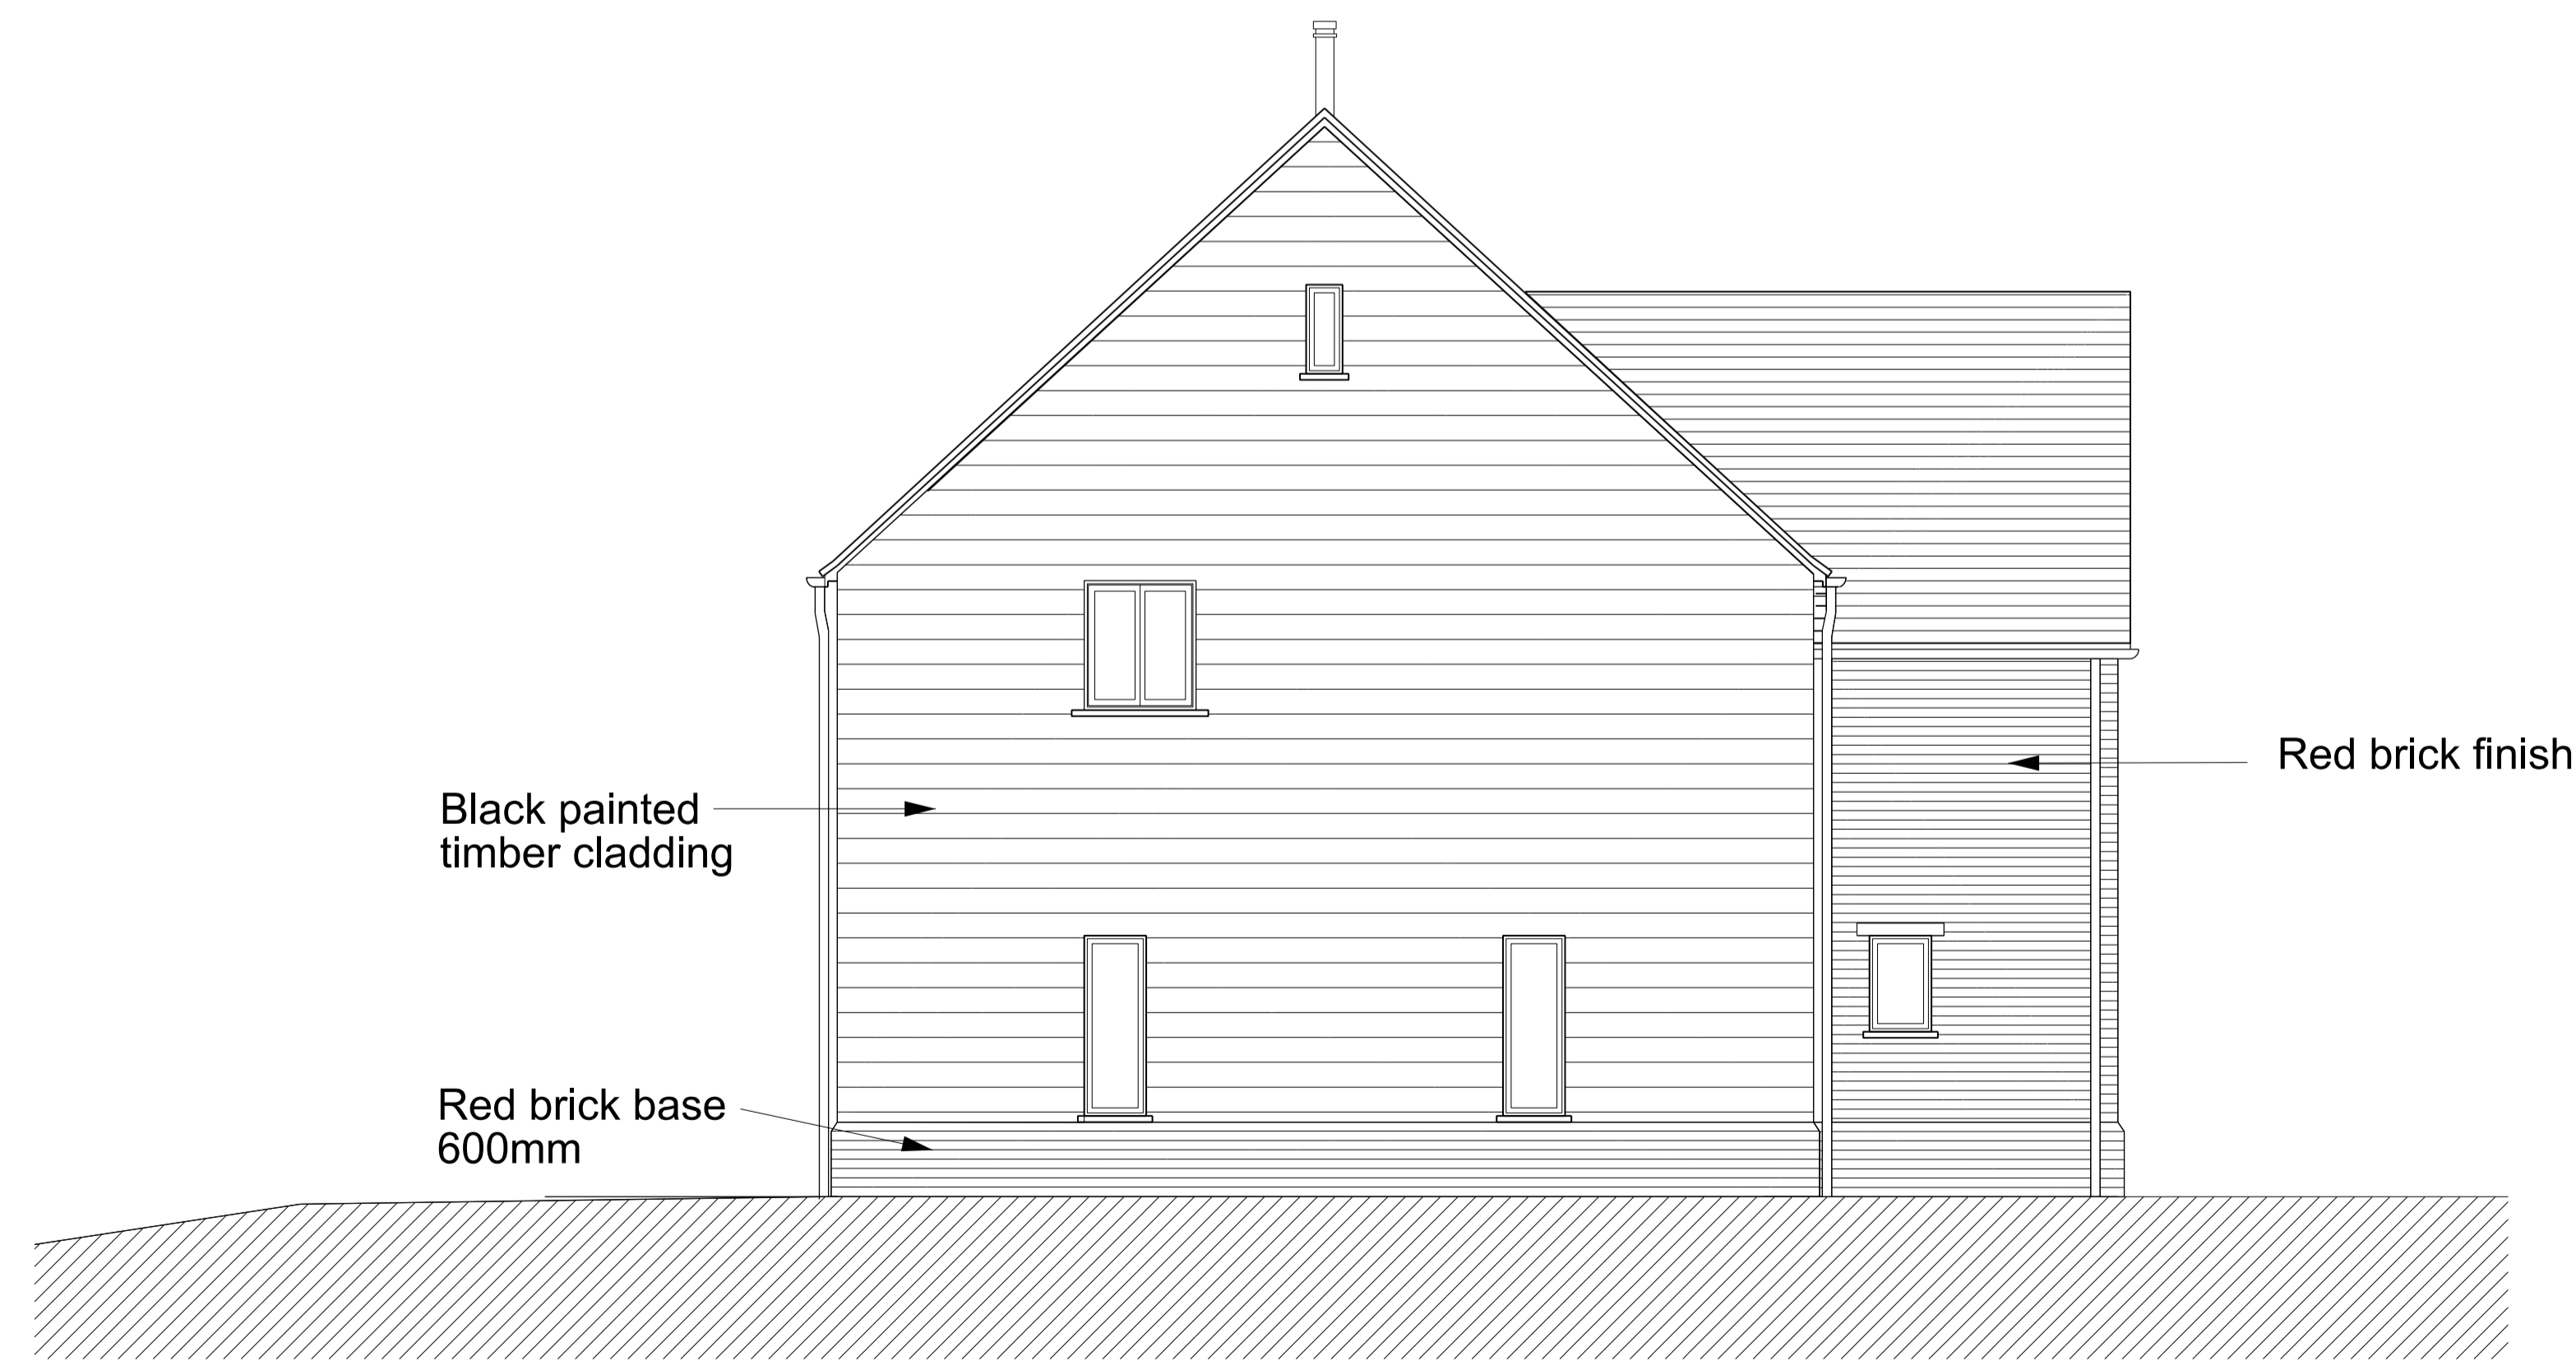 Red brick finish
Black painted
timber cladding
Red brick base
600mm